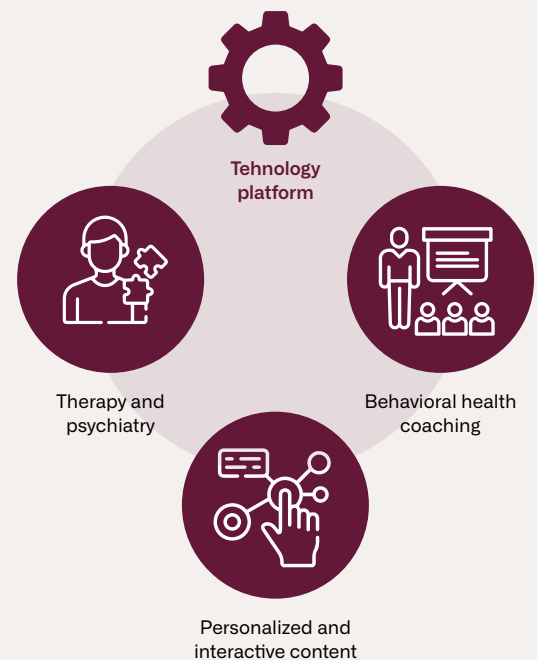 Tehnology
platform
Therapy and
psychiatry
Behavioral health
coaching
Personalized and
interactive content